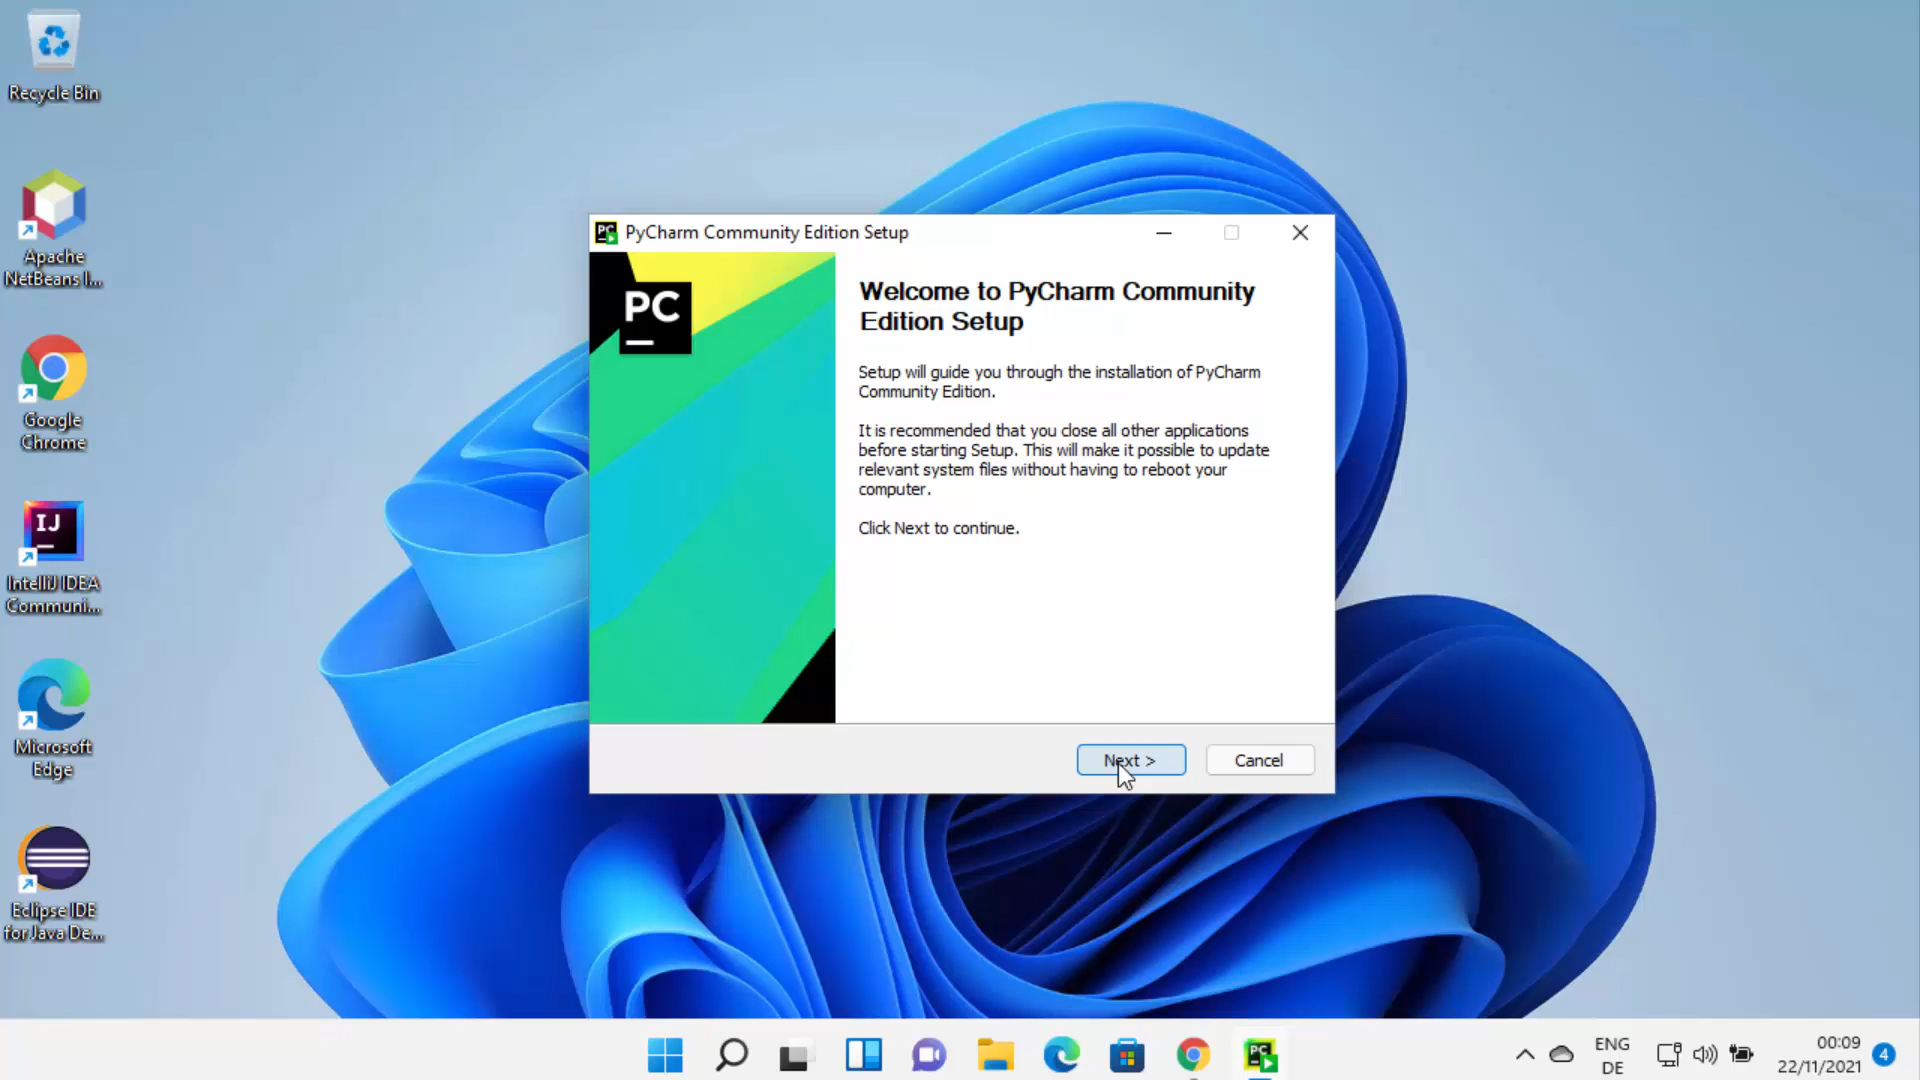 Recycle Bin
Apache
NetBeans I...
Google
Chrome
IJ
IntelliJ IDEA
Communi...
Microsoft
Edge
Eclipse IDE
for Java De...
PC PyCharm Community Edition Setup
PC
Welcome to PyCharm Community
Edition Setup
Setup will guide you through the installation of PyCharm
Community Edition.
It is recommended that you close all other applications
before starting Setup. This will make it possible to update
relevant system files without having to reboot your
computer.
Click Next to continue.
Next >
Cancel
PC
ENG
DE
00:09
22/11/2021
4